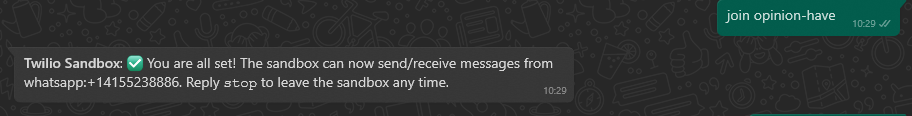 join opinion-have
10:29
Twilio Sandbox: ✅ You are all set! The sandbox can now send/receive messages from
whatsapp:+14155238886. Reply stop to leave the sandbox any time.
10:29